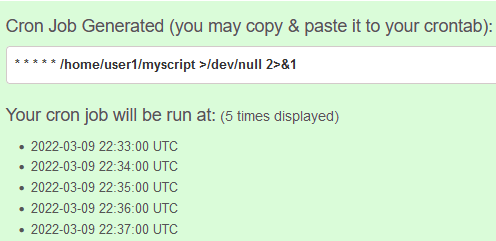 Cron Job Generated (you may copy & paste it to your crontab):
* * * * * /home/user1/myscript >/dev/null 2>&1
Your cron job will be run at: (5 times displayed)
• 2022-03-09 22:33:00 UTC
• 2022-03-09 22:34:00 UTC
• 2022-03-09 22:35:00 UTC
• 2022-03-09 22:36:00 UTC
• 2022-03-09 22:37:00 UTC